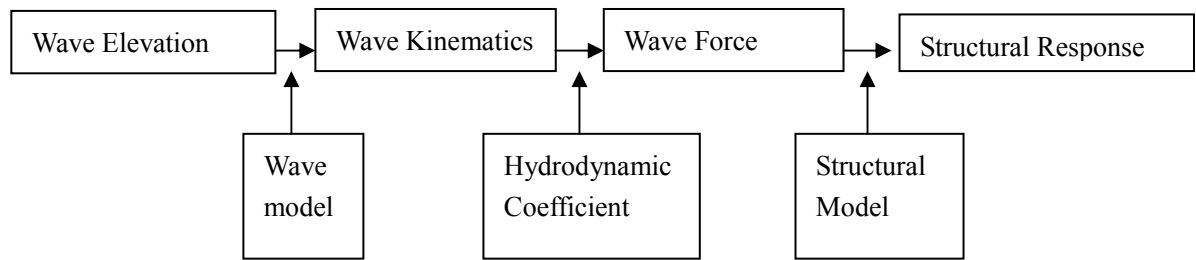 Wave Elevation
Wave Kinematics
Wave Force
Structural Response
Wave
model
Hydrodynamic
Coefficient
Structural
Model